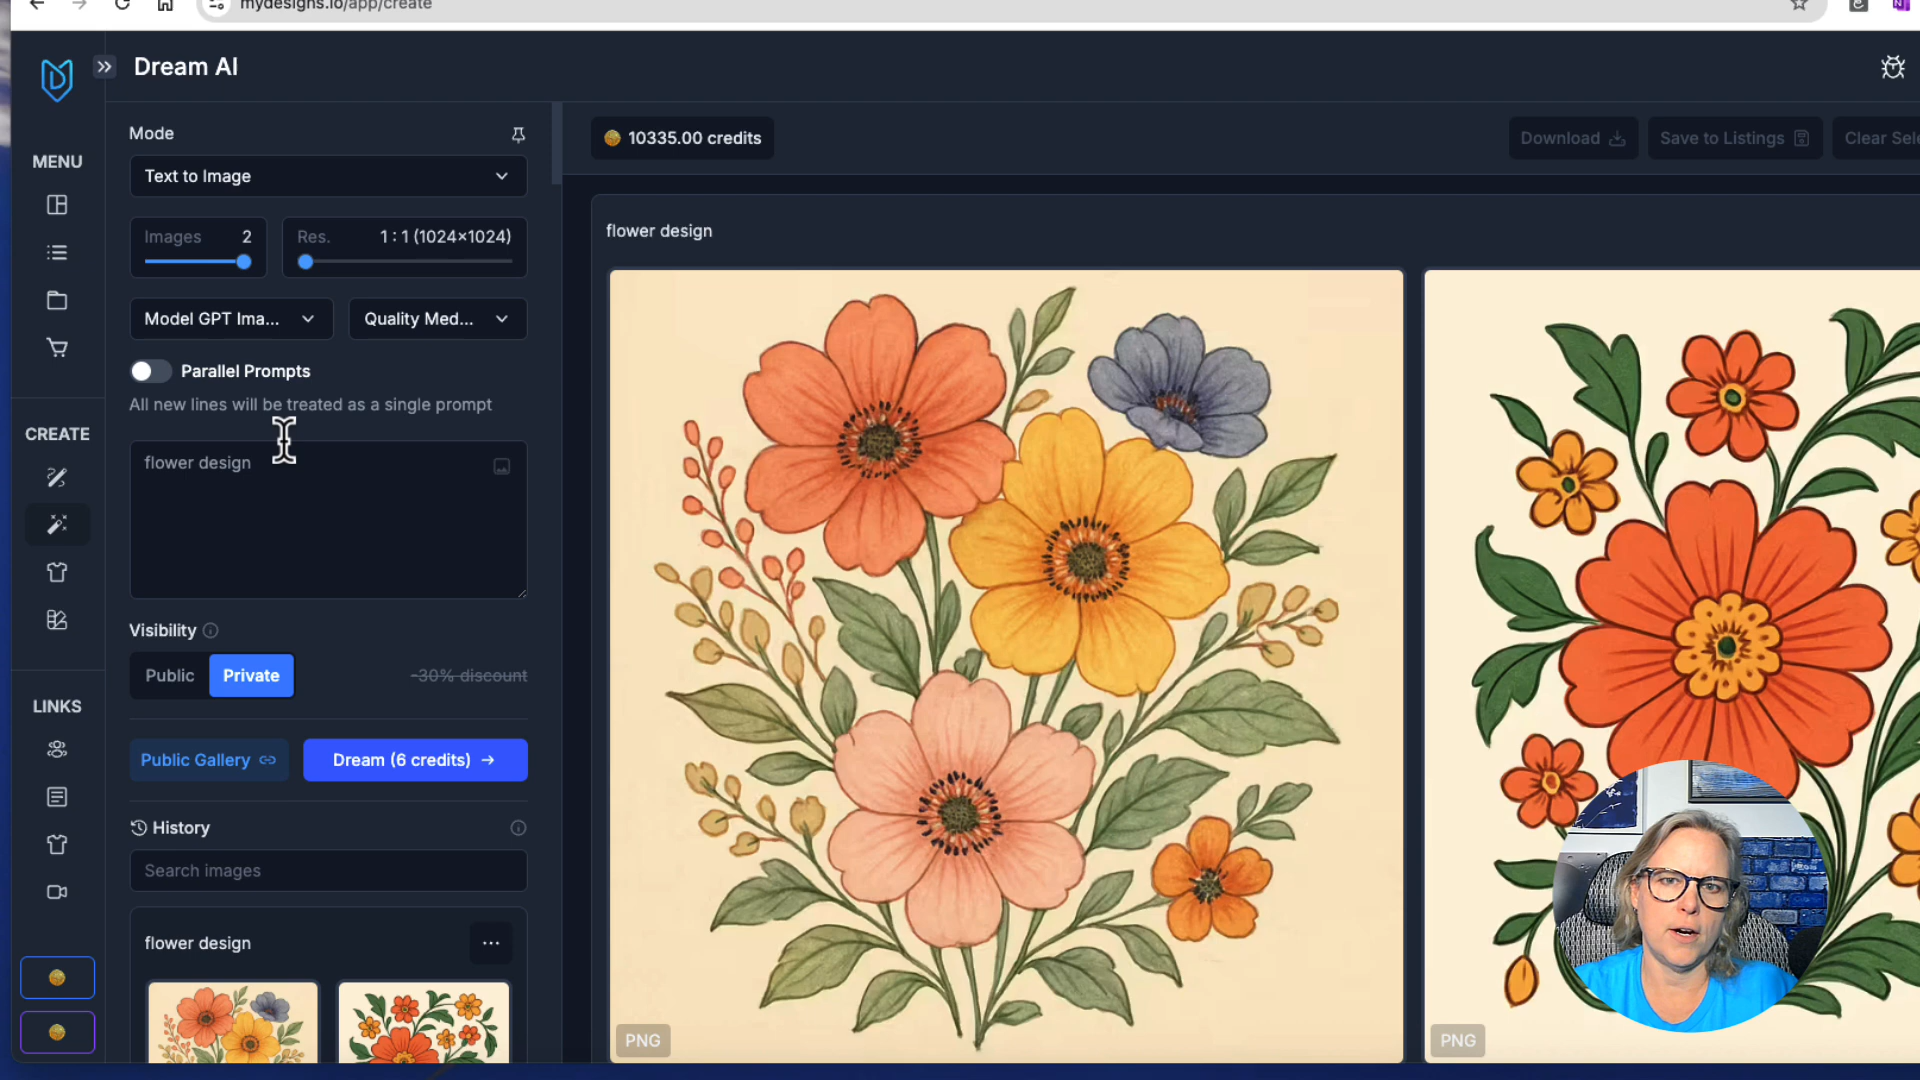 mydesigns.io/app/create
Dream AI
MENU
CREATE
LINKS
Mode
Text to Image
Images 2
Res. 1 : 1 (1024×1024)
Model GPT Ima...
Quality Med...
Parallel Prompts
All new lines will be treated as a single prompt
flower design
Visibility
Public
Private
-30% discount
Public Gallery
Dream (6 credits) →
History
Search images
flower design
...
10335.00 credits
Download
Save to Listings
Clear Sele
flower design
PNG
PNG